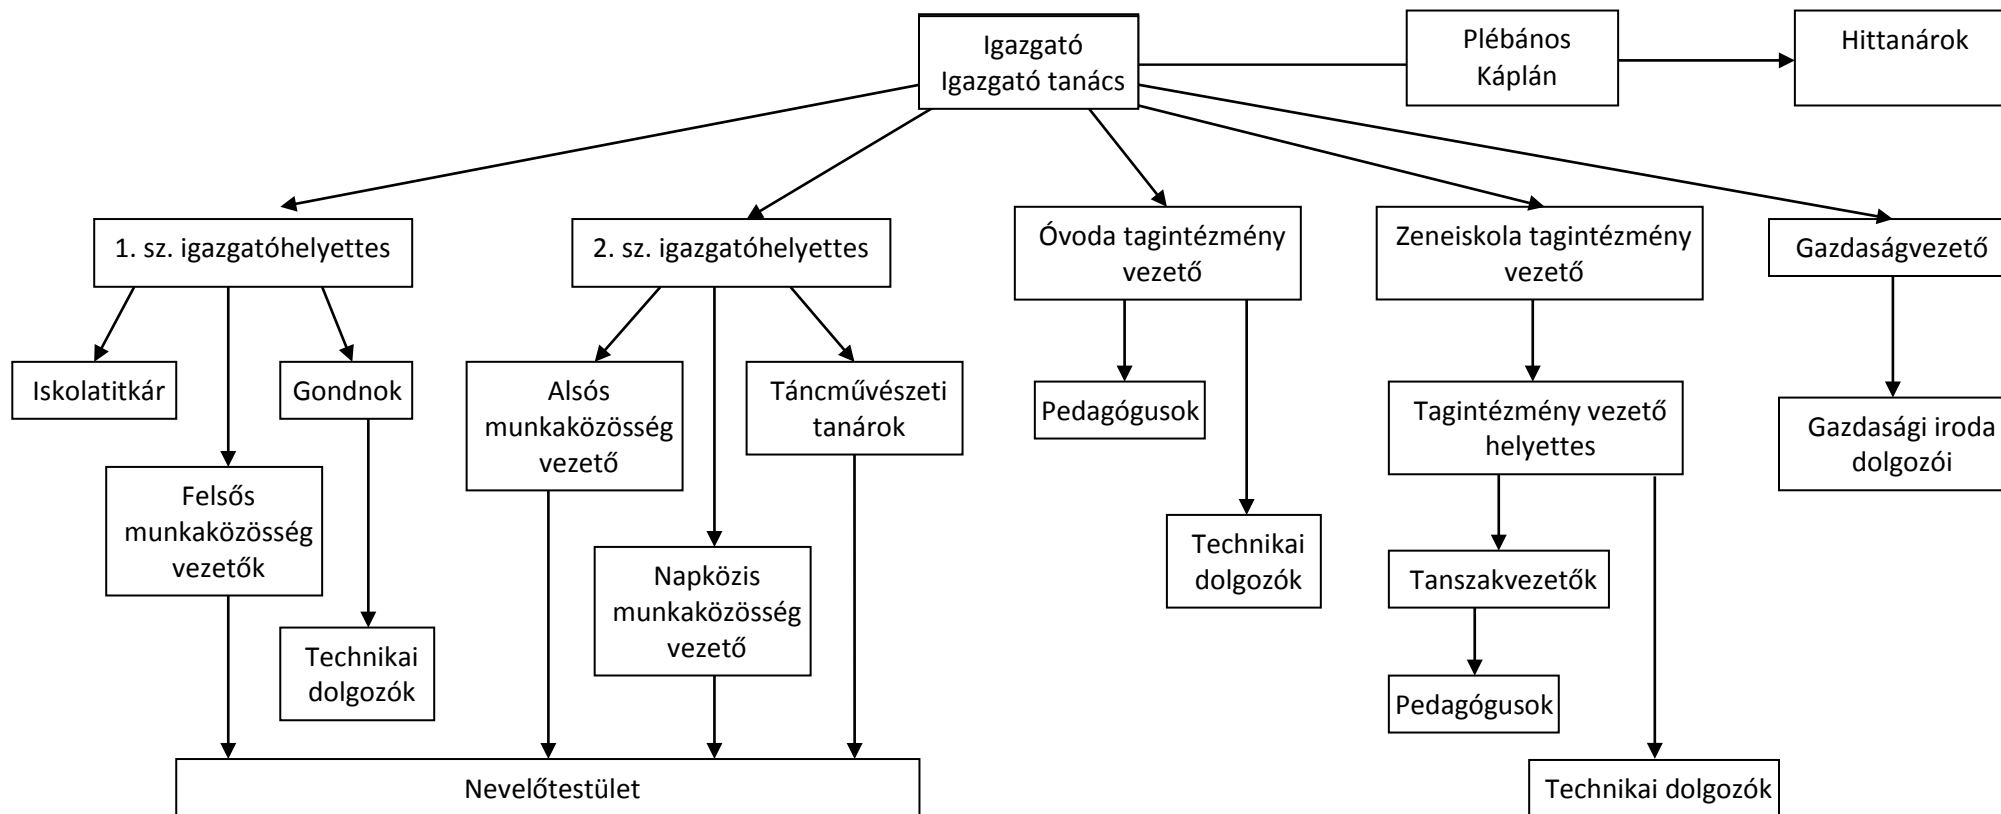 Igazgató
Igazgató tanács
Plébános
Káplán
Hittanárok
1. sz. igazgatóhelyettes
2. sz. igazgatóhelyettes
Óvoda tagintézmény
vezető
Zeneiskola tagintézmény
vezető
Gazdaságvezető
Iskolatitkár
Gondnok
Alsós
munkaközösség
vezető
Táncművészeti
tanárok
Pedagógusok
Tagintézmény vezető
helyettes
Gazdasági iroda
dolgozói
Felsős
munkaközösség
vezetők
Technikai
dolgozók
Napközis
munkaközösség
vezető
Technikai
dolgozók
Tanszakvezetők
Pedagógusok
Nevelőtestület
Technikai dolgozók